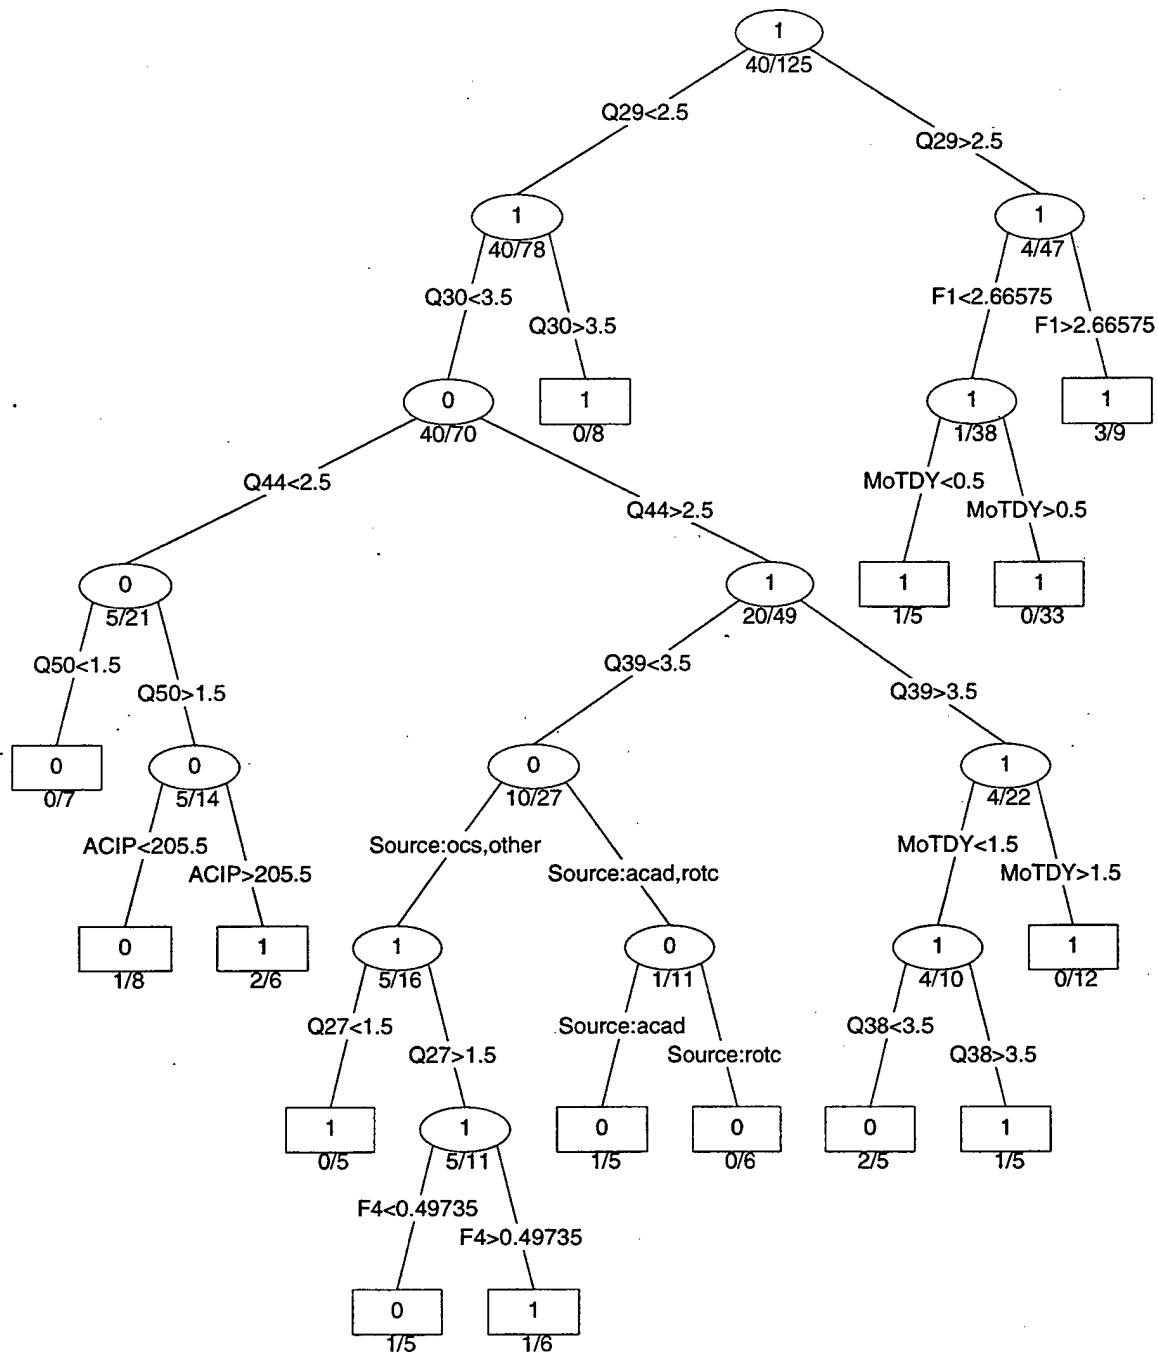 1
40/125
Q29<2.5
Q29>2.5
1
40/78
1
4/47
Q30<3.5
Q30>3.5
F1<2.66575
F1>2.66575
0
40/70
1
0/8
1
1/38
1
3/9
Q44<2.5
Q44>2.5
MoTDY<0.5
MoTDY>0.5
0
5/21
1
20/49
1
1/5
1
0/33
Q50<1.5
Q50>1.5
Q39<3.5
Q39>3.5
0
0/7
0
5/14
0
10/27
1
4/22
ACIP<205.5
ACIP>205.5
Source:ocs,other
Source:acad,rotc
MoTDY<1.5
MoTDY>1.5
0
1/8
1
2/6
1
5/16
0
1/11
1
4/10
1
0/12
Q27<1.5
Q27>1.5
Source:acad
Source:rotc
Q38<3.5
Q38>3.5
1
0/5
1
5/11
0
1/5
0
0/6
0
2/5
1
1/5
F4<0.49735
F4>0.49735
0
1/5
1
1/6